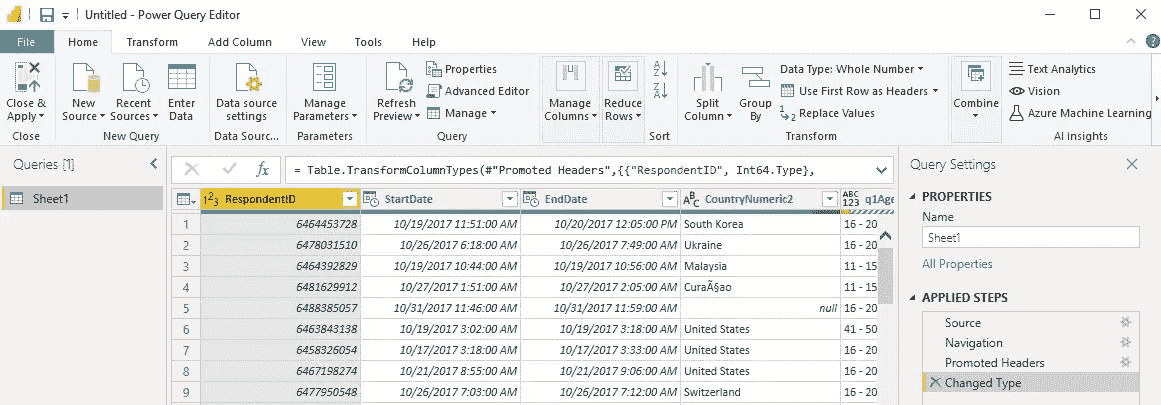 Untitled - Power Query Editor
File Home Transform Add Column View Tools Help
Close & Apply
New Source
Recent Sources
Enter Data
Data source settings
Manage Parameters
Refresh Preview
Properties
Advanced Editor
Manage
Manage Columns
Reduce Rows
Split Column
Group By
Data Type: Whole Number
Use First Row as Headers
1 2 Replace Values
Combine
Text Analytics
Vision
Azure Machine Learning
Close New Query Data Sourc... Parameters Query Sort Transform AI insights
Queries [1]
Sheet1
fx = Table.TransformColumnTypes(#"Promoted Headers",{{"RespondentID", Int64.Type},
123 RespondentID StartDate EndDate ABC CountryNumeric2 ABC 123 q1Age
1 6464453728 10/19/2017 11:51:00 AM 10/20/2017 12:05:00 PM South Korea 16 - 20
2 6478031510 10/26/2017 6:18:00 AM 10/26/2017 7:49:00 AM Ukraine 16 - 20
3 6464392829 10/19/2017 10:44:00 AM 10/19/2017 10:56:00 AM Malaysia 11 - 15
4 6481629912 10/27/2017 1:51:00 AM 10/27/2017 2:05:00 AM CuraÃ§ao 11 - 15
5 6488385057 10/31/2017 11:46:00 AM 10/31/2017 11:59:00 AM null 16 - 20
6 6463843138 10/19/2017 3:02:00 AM 10/19/2017 3:18:00 AM United States 41 - 50
7 6458326054 10/17/2017 3:18:00 AM 10/17/2017 3:33:00 AM United States 16 - 20
8 6467198274 10/21/2017 8:55:00 AM 10/21/2017 9:06:00 AM United States 16 - 20
9 6477950548 10/26/2017 7:03:00 AM 10/26/2017 7:12:00 AM Switzerland 16 - 20
Query Settings
PROPERTIES
Name
Sheet1
All Properties
APPLIED STEPS
Source
Navigation
Promoted Headers
Changed Type